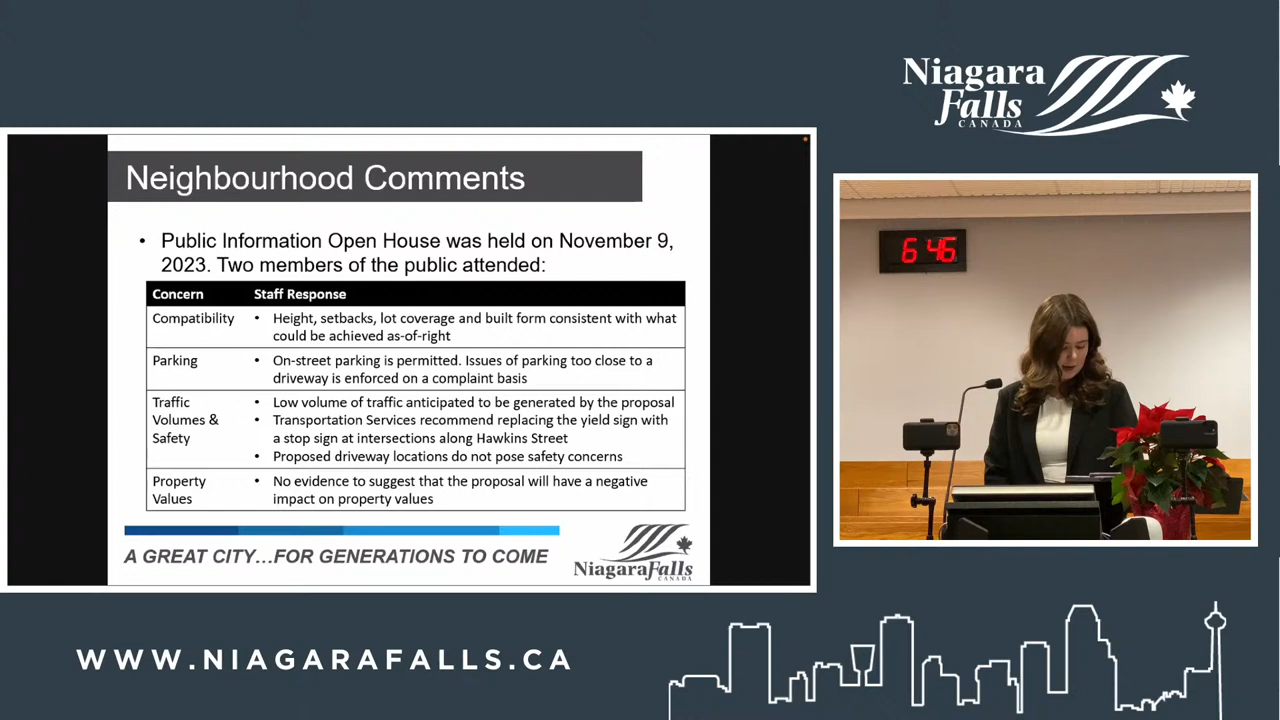 Niagara
Falls
CANADA
Neighbourhood Comments
• Public Information Open House was held on November 9,
2023. Two members of the public attended:
Concern Staff Response
Compatibility • Height, setbacks, lot coverage and built form consistent with what
could be achieved as-of-right
Parking • On-street parking is permitted. Issues of parking too close to a
driveway is enforced on a complaint basis
Traffic • Low volume of traffic anticipated to be generated by the proposal
Volumes & • Transportation Services recommend replacing the yield sign with
Safety a stop sign at intersections along Hawkins Street
• Proposed driveway locations do not pose safety concerns
Property • No evidence to suggest that the proposal will have a negative
Values impact on property values
A GREAT CITY...FOR GENERATIONS TO COME
NiagaraFalls
CANADA
6 46
WWW.NIAGARAFALLS.CA